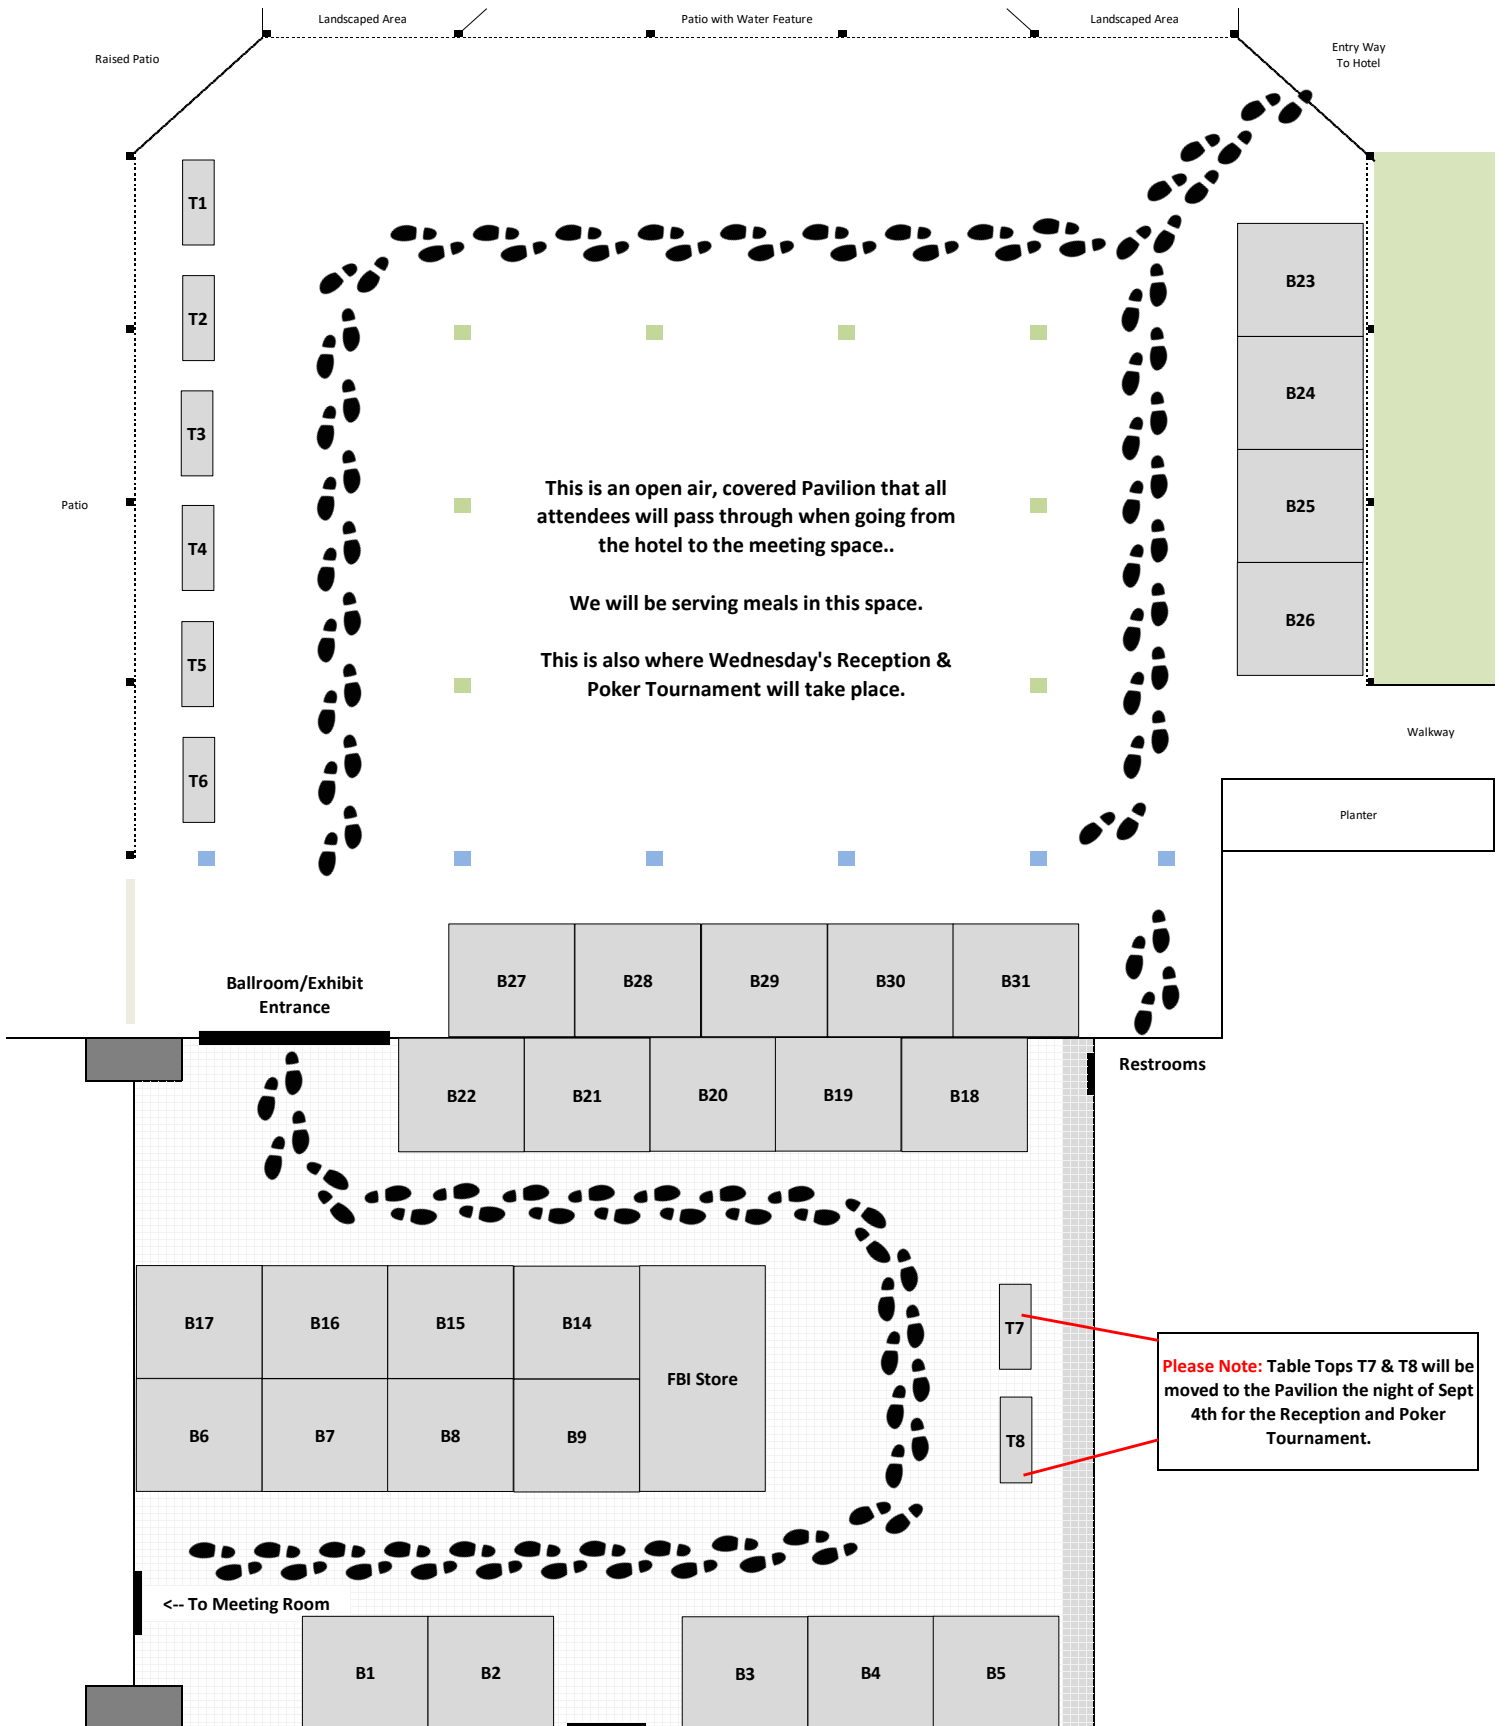 Landscaped Area
Patio with Water Feature
Landscaped Area
Raised Patio
Entry Way
To Hotel
T1
T2
B23
T3
B24
This is an open air, covered Pavilion that all
attendees will pass through when going from
the hotel to the meeting space..
Patio
B25
T4
We will be serving meals in this space.
B26
This is also where Wednesday's Reception &
Poker Tournament will take place.
T5
Walkway
T6
Planter
Ballroom/Exhibit
Entrance
B27
B28
B29
B30
B31
Restrooms
B22
B21
B20
B19
B18
B17
B16
B15
B14
T7
FBI Store
Please Note: Table Tops T7 & T8 will be
moved to the Pavilion the night of Sept
4th for the Reception and Poker
Tournament.
B6
B7
B8
B9
T8
<-- To Meeting Room
B1
B2
B3
B4
B5